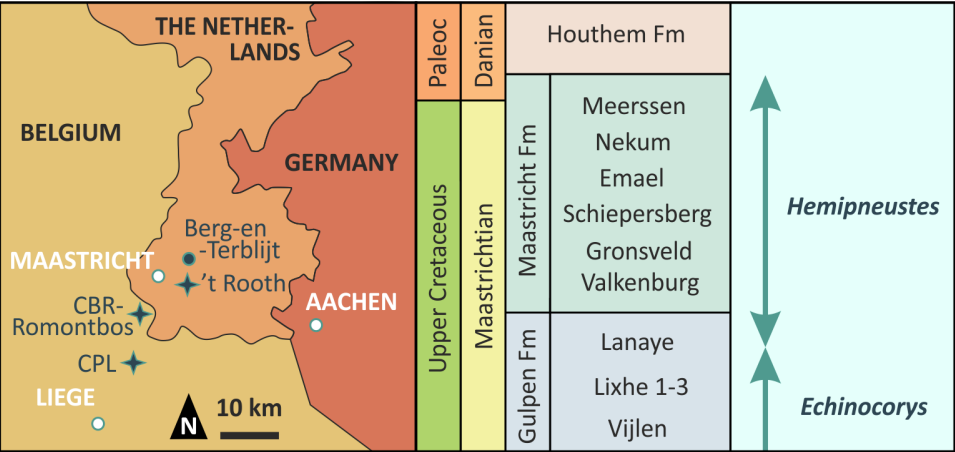 THE NETHER-
LANDS
BELGIUM
GERMANY
Berg-en
-Terblijt
MAASTRICHT
't Rooth
CBR-
Romontbos
AACHEN
CPL
LIEGE
N
10 km
Paleoc
Danian
Houthem Fm
Upper Cretaceous
Maastrichtian
Maastricht Fm
Meerssen
Nekum
Emael
Schiepersberg
Gronsveld
Valkenburg
Gulpen Fm
Lanaye
Lixhe 1-3
Vijlen
Hemipneustes
Echinocorys